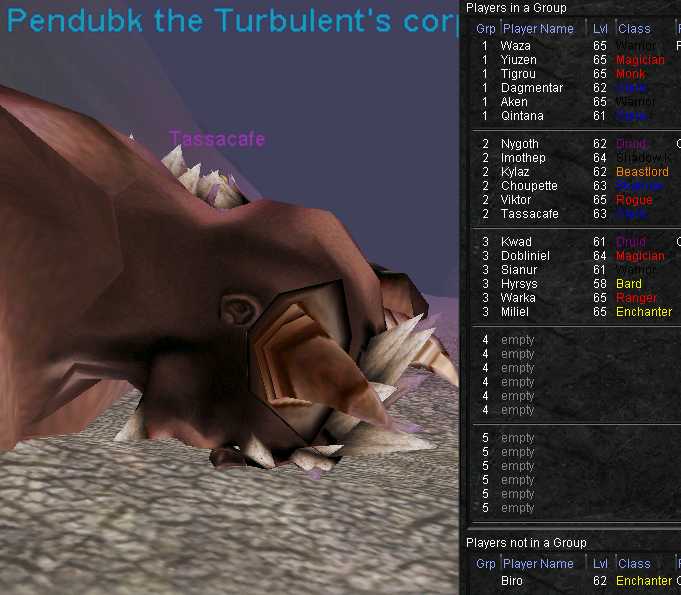 Pendubk the Turbulent's corp
Tassacafe
Players in a Group
Grp Player Name Lvl Class
1 Waza 65 Warrior
1 Yiuzen 65 Magician
1 Tigrou 65 Monk
1 Dagmentar 62
1 Aken 65 Warrior
1 Qintana 61
2 Nygoth 62 Druid
2 Imothep 64 Shadow K
2 Kylaz 62 Beastlord
2 Choupette 63
2 Viktor 65 Rogue
2 Tassacafe 63
3 Kwad 61 Druid
3 Dobliniel 64 Magician
3 Sianur 61 Warrior
3 Hyrsys 58 Bard
3 Warka 65 Ranger
3 Miliel 65 Enchanter
4 empty
4 empty
4 empty
4 empty
4 empty
4 empty
5 empty
5 empty
5 empty
5 empty
5 empty
5 empty
Players not in a Group
Grp Player Name Lvl Class
Biro 62 Enchanter